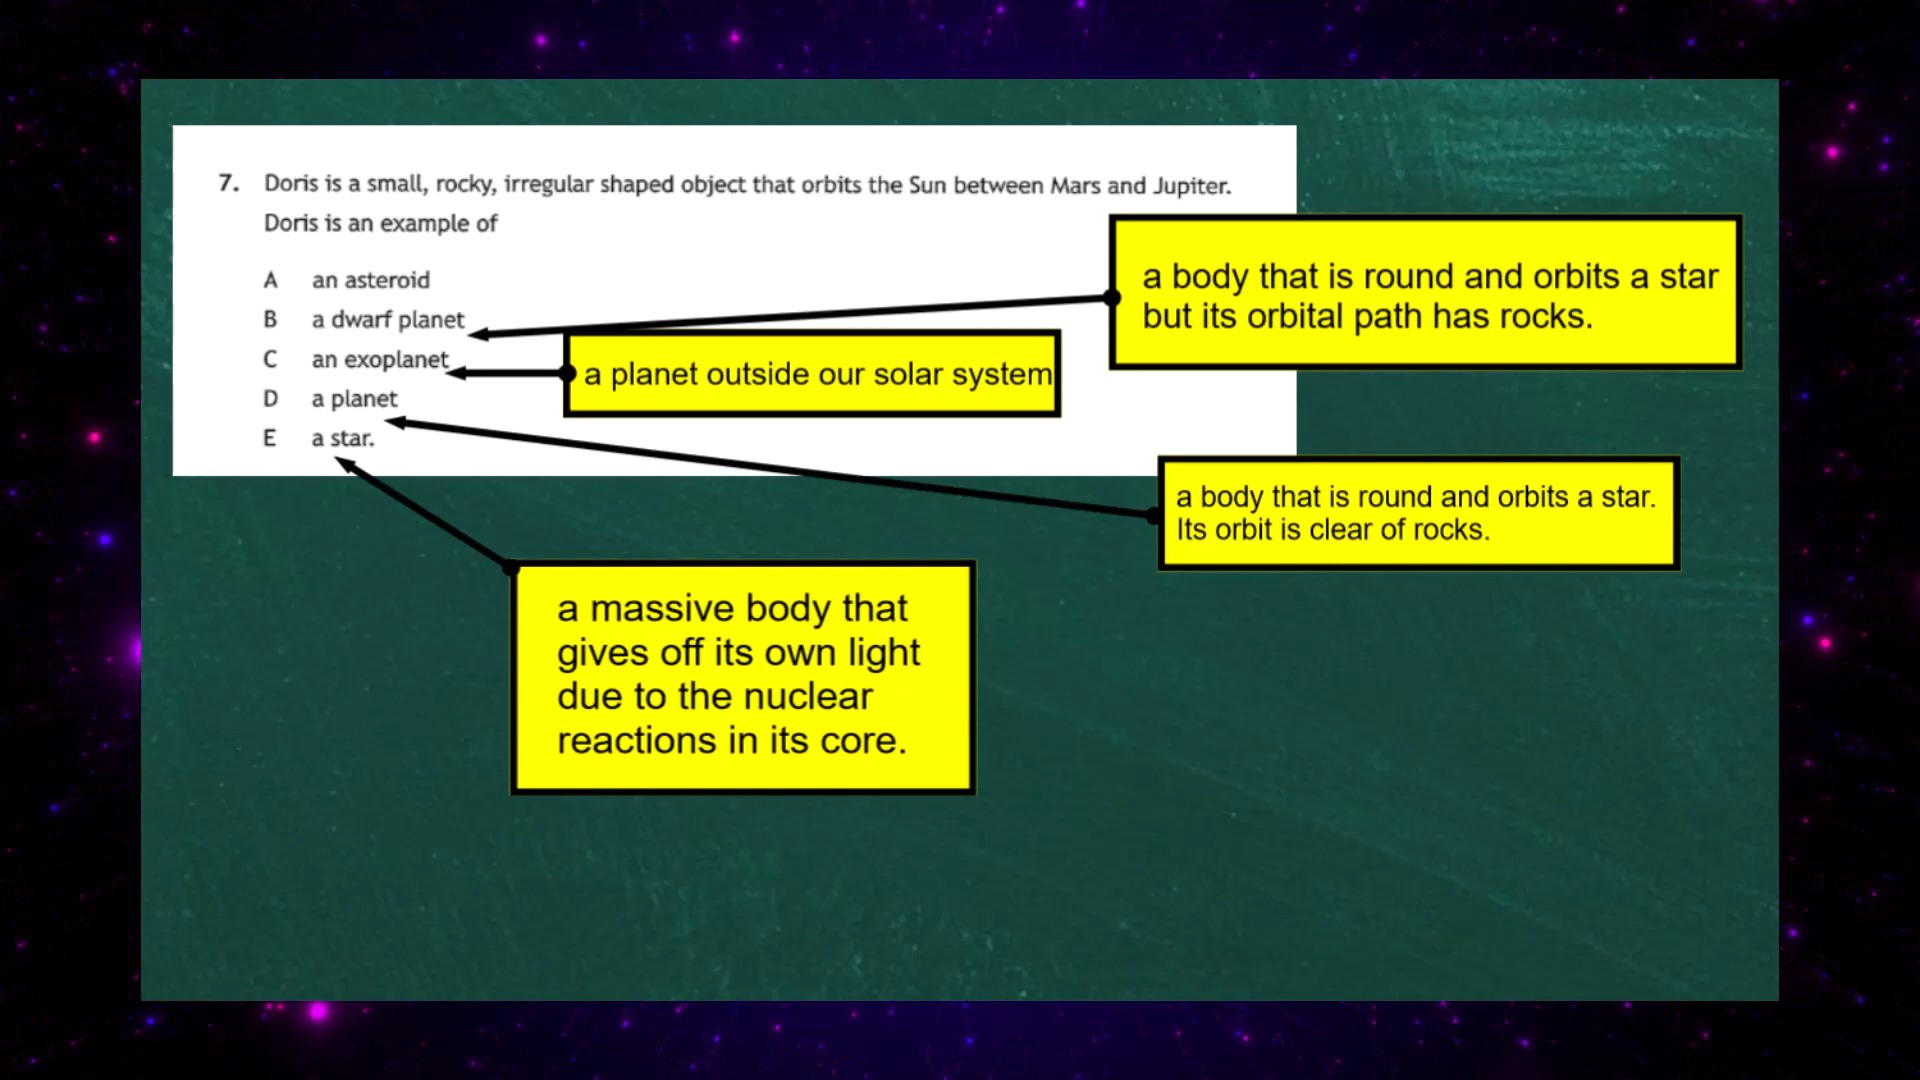 7. Doris is a small, rocky, irregular shaped object that orbits the Sun between Mars and Jupiter.
Doris is an example of
A an asteroid
B a dwarf planet
C an exoplanet
D a planet
E a star.
a body that is round and orbits a star
but its orbital path has rocks.
a planet outside our solar system
a body that is round and orbits a star.
Its orbit is clear of rocks.
a massive body that
gives off its own light
due to the nuclear
reactions in its core.